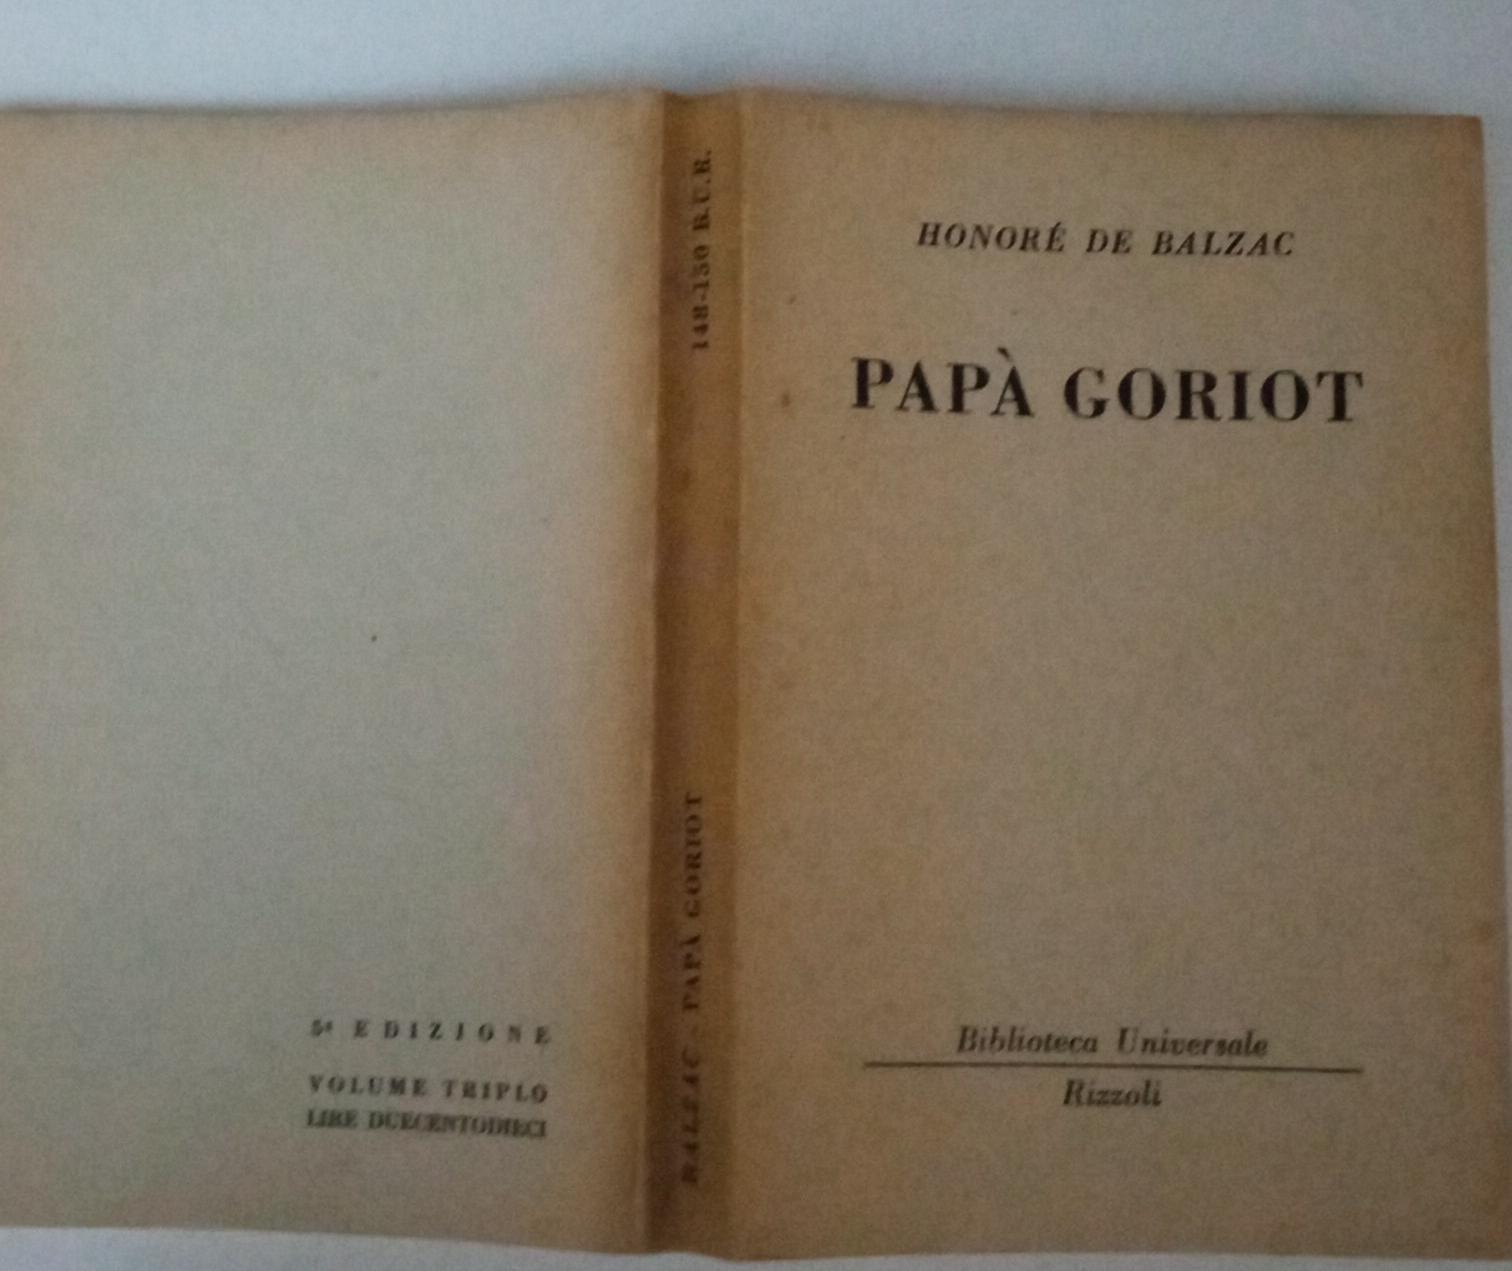 HONORÉ DE BALZAC
PAPÀ GORIOT
Biblioteca Universale
Rizzoli
148-150 B.U.R.
BALZAC - PAPÀ GORIOT
5ª EDIZIONE
VOLUME TRIPLO
LIRE DUECENTODIECI